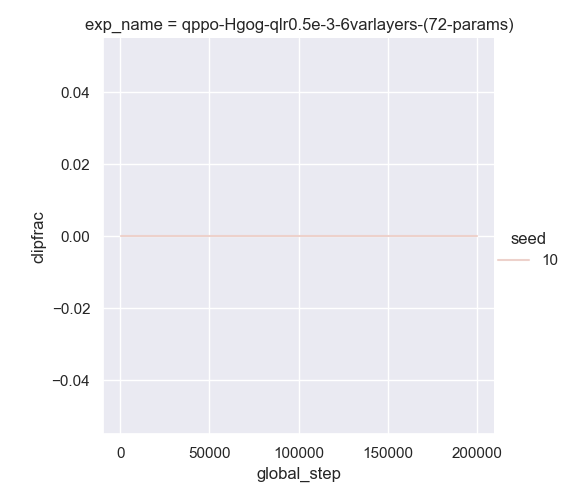 exp_name = qppo-Hgog-qlr0.5e-3-6varlayers-(72-params)
0.04
0.02
0.00
−0.02
−0.04
clipfrac
0
50000
100000
150000
200000
global_step
seed
10